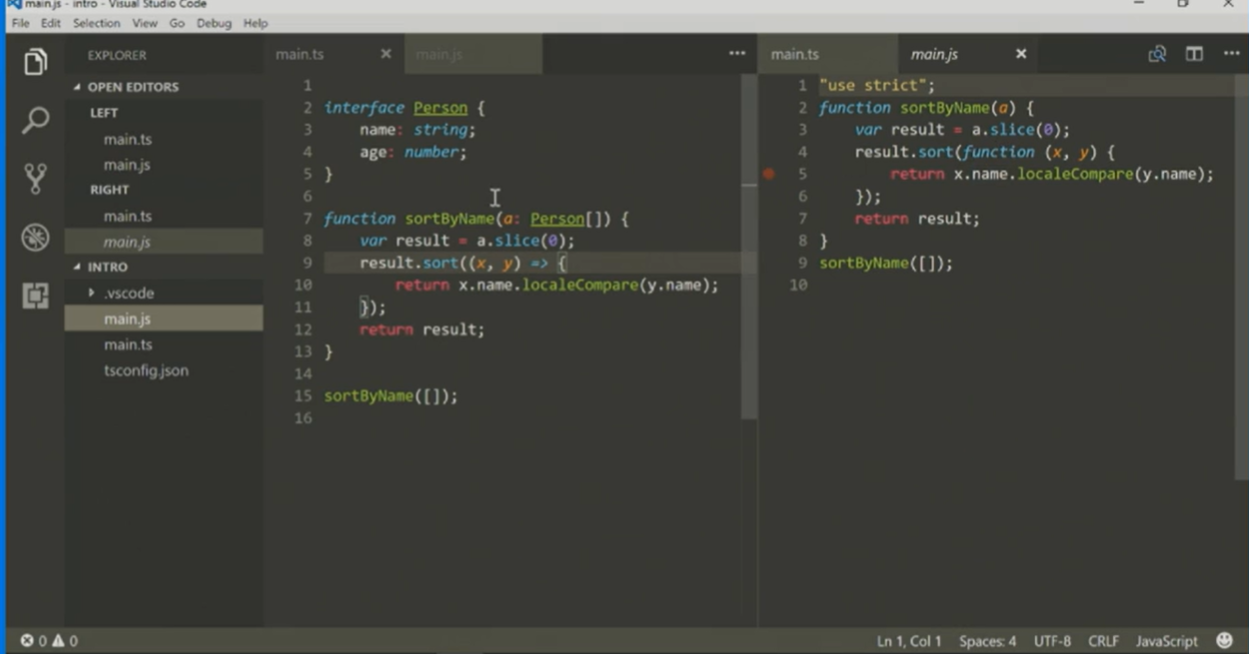 main.js - intro - Visual Studio Code
File Edit Selection View Go Debug Help
EXPLORER
OPEN EDITORS
LEFT
main.ts
main.js
RIGHT
main.ts
main.js
INTRO
.vscode
main.js
main.ts
tsconfig.json
main.ts × main.js ···
1
2 interface Person {
3     name: string;
4     age: number;
5 }
6
7 function sortByName(a: Person[]) {
8     var result = a.slice(0);
9     result.sort((x, y) => {
10         return x.name.localeCompare(y.name);
11     });
12     return result;
13 }
14
15 sortByName([]);
16
main.ts main.js × ···
1 "use strict";
2 function sortByName(a) {
3     var result = a.slice(0);
4     result.sort(function (x, y) {
5         return x.name.localeCompare(y.name);
6     });
7     return result;
8 }
9 sortByName([]);
10
0 0 Ln 1, Col 1 Spaces: 4 UTF-8 CRLF JavaScript